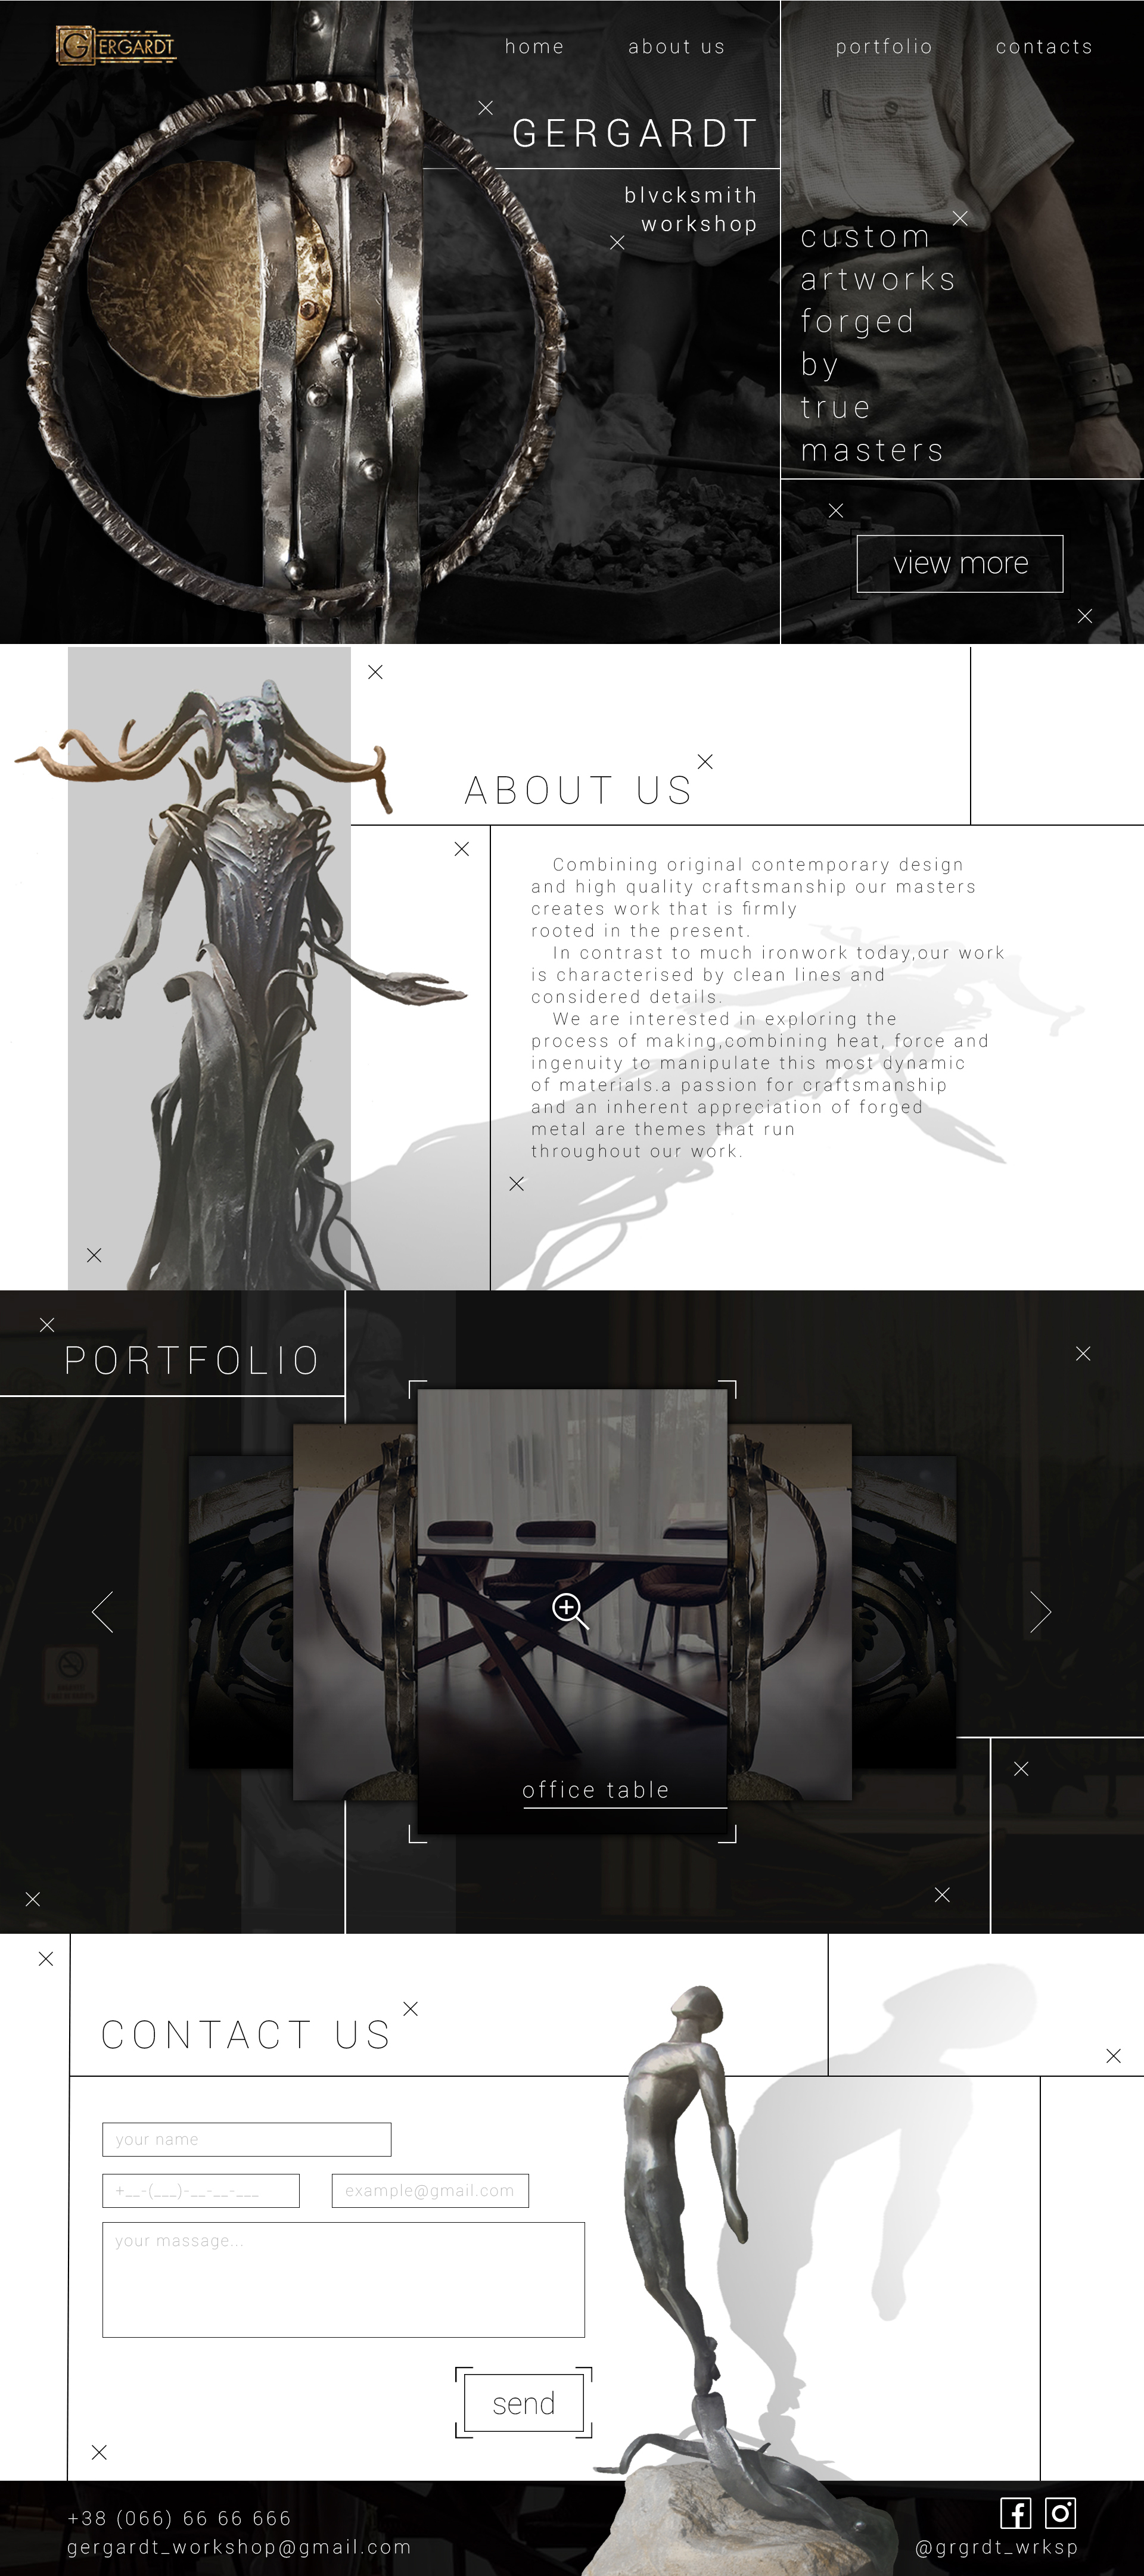 GERGARDT
home about us portfolio contacts
GERGARDT
blvcksmith
workshop
custom
artworks
forged
by
true
masters
view more
ABOUT US
Combining original contemporary design
and high quality craftsmanship our masters
creates work that is firmly
rooted in the present.
In contrast to much ironwork today,our work
is characterised by clean lines and
considered details.
We are interested in exploring the
process of making,combining heat, force and
ingenuity to manipulate this most dynamic
of materials.a passion for craftsmanship
and an inherent appreciation of forged
metal are themes that run
throughout our work.
PORTFOLIO
office table
CONTACT US
your name
+__-(___)-__-__-___ example@gmail.com
your massage...
send
+38 (066) 66 66 666
gergardt_workshop@gmail.com
@grgrdt_wrksp